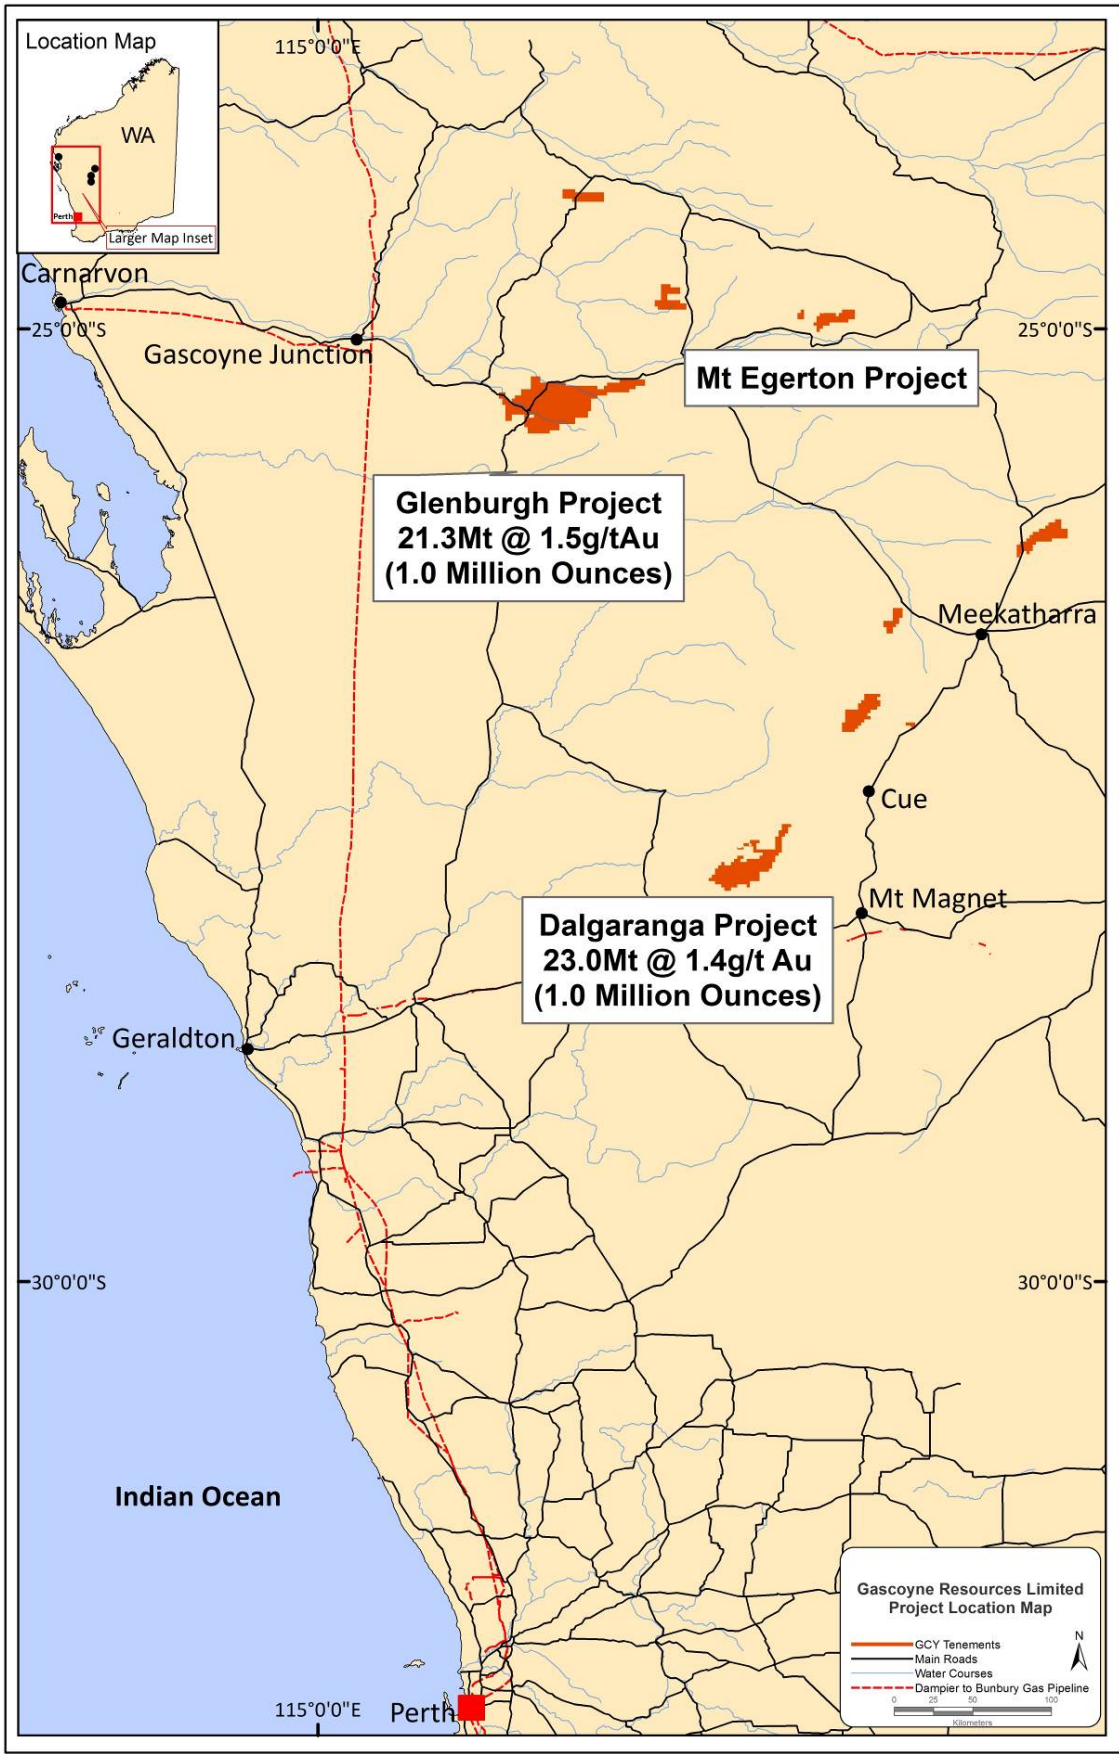 Location Map
WA
Perth
Larger Map Inset
115°0'0"E
Carnarvon
25°0'0"S
25°0'0"S
Gascoyne Junction
Mt Egerton Project
Glenburgh Project
21.3Mt @ 1.5g/tAu
(1.0 Million Ounces)
Meekatharra
Cue
Mt Magnet
Dalgaranga Project
23.0Mt @ 1.4g/t Au
(1.0 Million Ounces)
Geraldton
30°0'0"S
30°0'0"S
Indian Ocean
Gascoyne Resources Limited
Project Location Map
N
GCY Tenements
Main Roads
Water Courses
Dampier to Bunbury Gas Pipeline
0 25 50 100
Kilometers
115°0'0"E
Perth